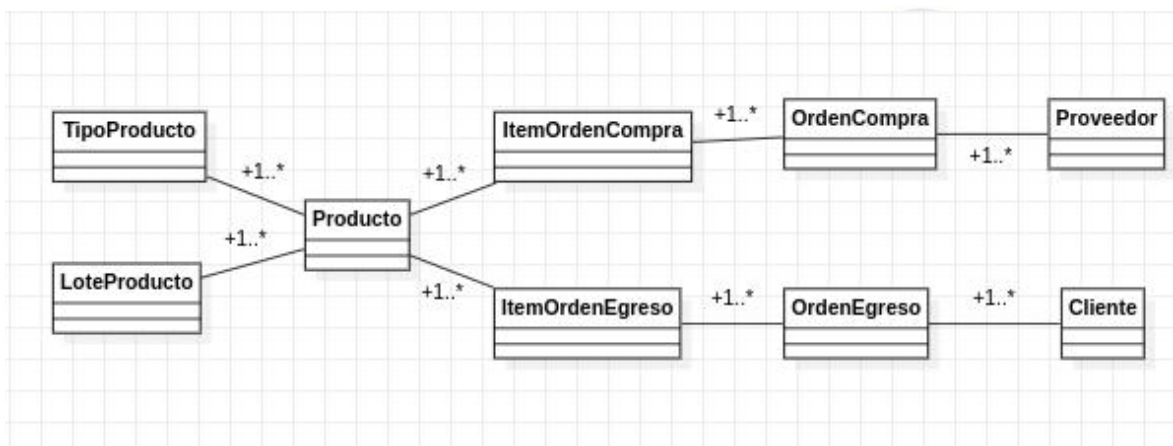 TipoProducto
+1..*
LoteProducto
+1..*
Producto
+1..*
+1..*
ItemOrdenCompra
+1..*
OrdenCompra
+1..*
Proveedor
ItemOrdenEgreso
+1..*
OrdenEgreso
+1..*
Cliente